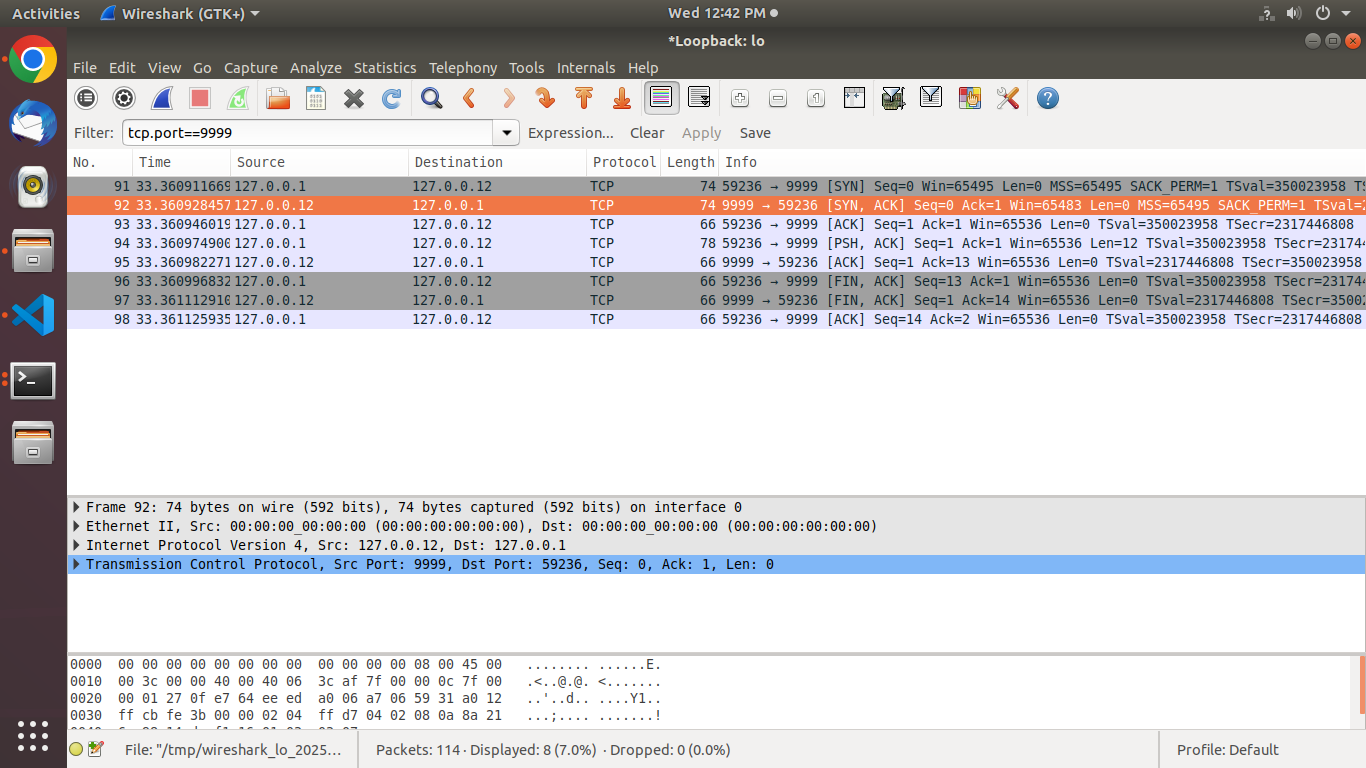 Activities Wireshark (GTK+) Wed 12:42 PM
*Loopback: lo
File Edit View Go Capture Analyze Statistics Telephony Tools Internals Help
Filter: tcp.port==9999 Expression... Clear Apply Save
No. Time Source Destination Protocol Length Info
91 33.360911669 127.0.0.1 127.0.0.12 TCP 74 59236 → 9999 [SYN] Seq=0 Win=65495 Len=0 MSS=65495 SACK_PERM=1 TSval=350023958 TS
92 33.360928457 127.0.0.12 127.0.0.1 TCP 74 9999 → 59236 [SYN, ACK] Seq=0 Ack=1 Win=65483 Len=0 MSS=65495 SACK_PERM=1 TSval=2
93 33.360946019 127.0.0.1 127.0.0.12 TCP 66 59236 → 9999 [ACK] Seq=1 Ack=1 Win=65536 Len=0 TSval=350023958 TSecr=2317446808
94 33.360974900 127.0.0.1 127.0.0.12 TCP 78 59236 → 9999 [PSH, ACK] Seq=1 Ack=1 Win=65536 Len=12 TSval=350023958 TSecr=23174
95 33.360982271 127.0.0.12 127.0.0.1 TCP 66 9999 → 59236 [ACK] Seq=1 Ack=13 Win=65536 Len=0 TSval=2317446808 TSecr=350023958
96 33.360996832 127.0.0.1 127.0.0.12 TCP 66 59236 → 9999 [FIN, ACK] Seq=13 Ack=1 Win=65536 Len=0 TSval=350023958 TSecr=23174
97 33.361112910 127.0.0.12 127.0.0.1 TCP 66 9999 → 59236 [FIN, ACK] Seq=1 Ack=14 Win=65536 Len=0 TSval=2317446808 TSecr=3500
98 33.361125935 127.0.0.1 127.0.0.12 TCP 66 59236 → 9999 [ACK] Seq=14 Ack=2 Win=65536 Len=0 TSval=350023958 TSecr=2317446808
Frame 92: 74 bytes on wire (592 bits), 74 bytes captured (592 bits) on interface 0
Ethernet II, Src: 00:00:00_00:00:00 (00:00:00:00:00:00), Dst: 00:00:00_00:00:00 (00:00:00:00:00:00)
Internet Protocol Version 4, Src: 127.0.0.12, Dst: 127.0.0.1
Transmission Control Protocol, Src Port: 9999, Dst Port: 59236, Seq: 0, Ack: 1, Len: 0
0000 00 00 00 00 00 00 00 00 00 00 00 00 08 00 45 00 ........ ......E.
0010 00 3c 00 00 40 00 40 06 3c af 7f 00 00 0c 7f 00 .<..@.@. <.......
0020 00 01 27 0f e7 64 ee ed a0 06 a7 06 59 31 a0 12 ..'..d.. ....Y1..
0030 ff cb fe 3b 00 00 02 04 ff d7 04 02 08 0a 8a 21 ...;.... .......!
File: "/tmp/wireshark_lo_2025... Packets: 114 · Displayed: 8 (7.0%) · Dropped: 0 (0.0%) Profile: Default